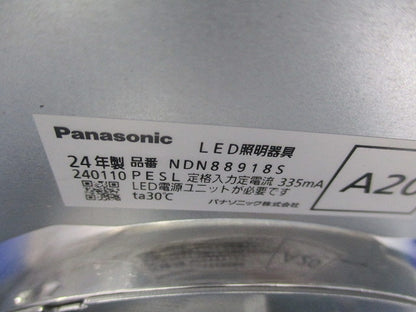 Panasonic
LED照明器具
24年製 品番 NDN88918S
240110 PESL 定格入力定電流 335mA
LED電源ユニットが必要です
ta30℃
パナソニック株式会社
A20
V50